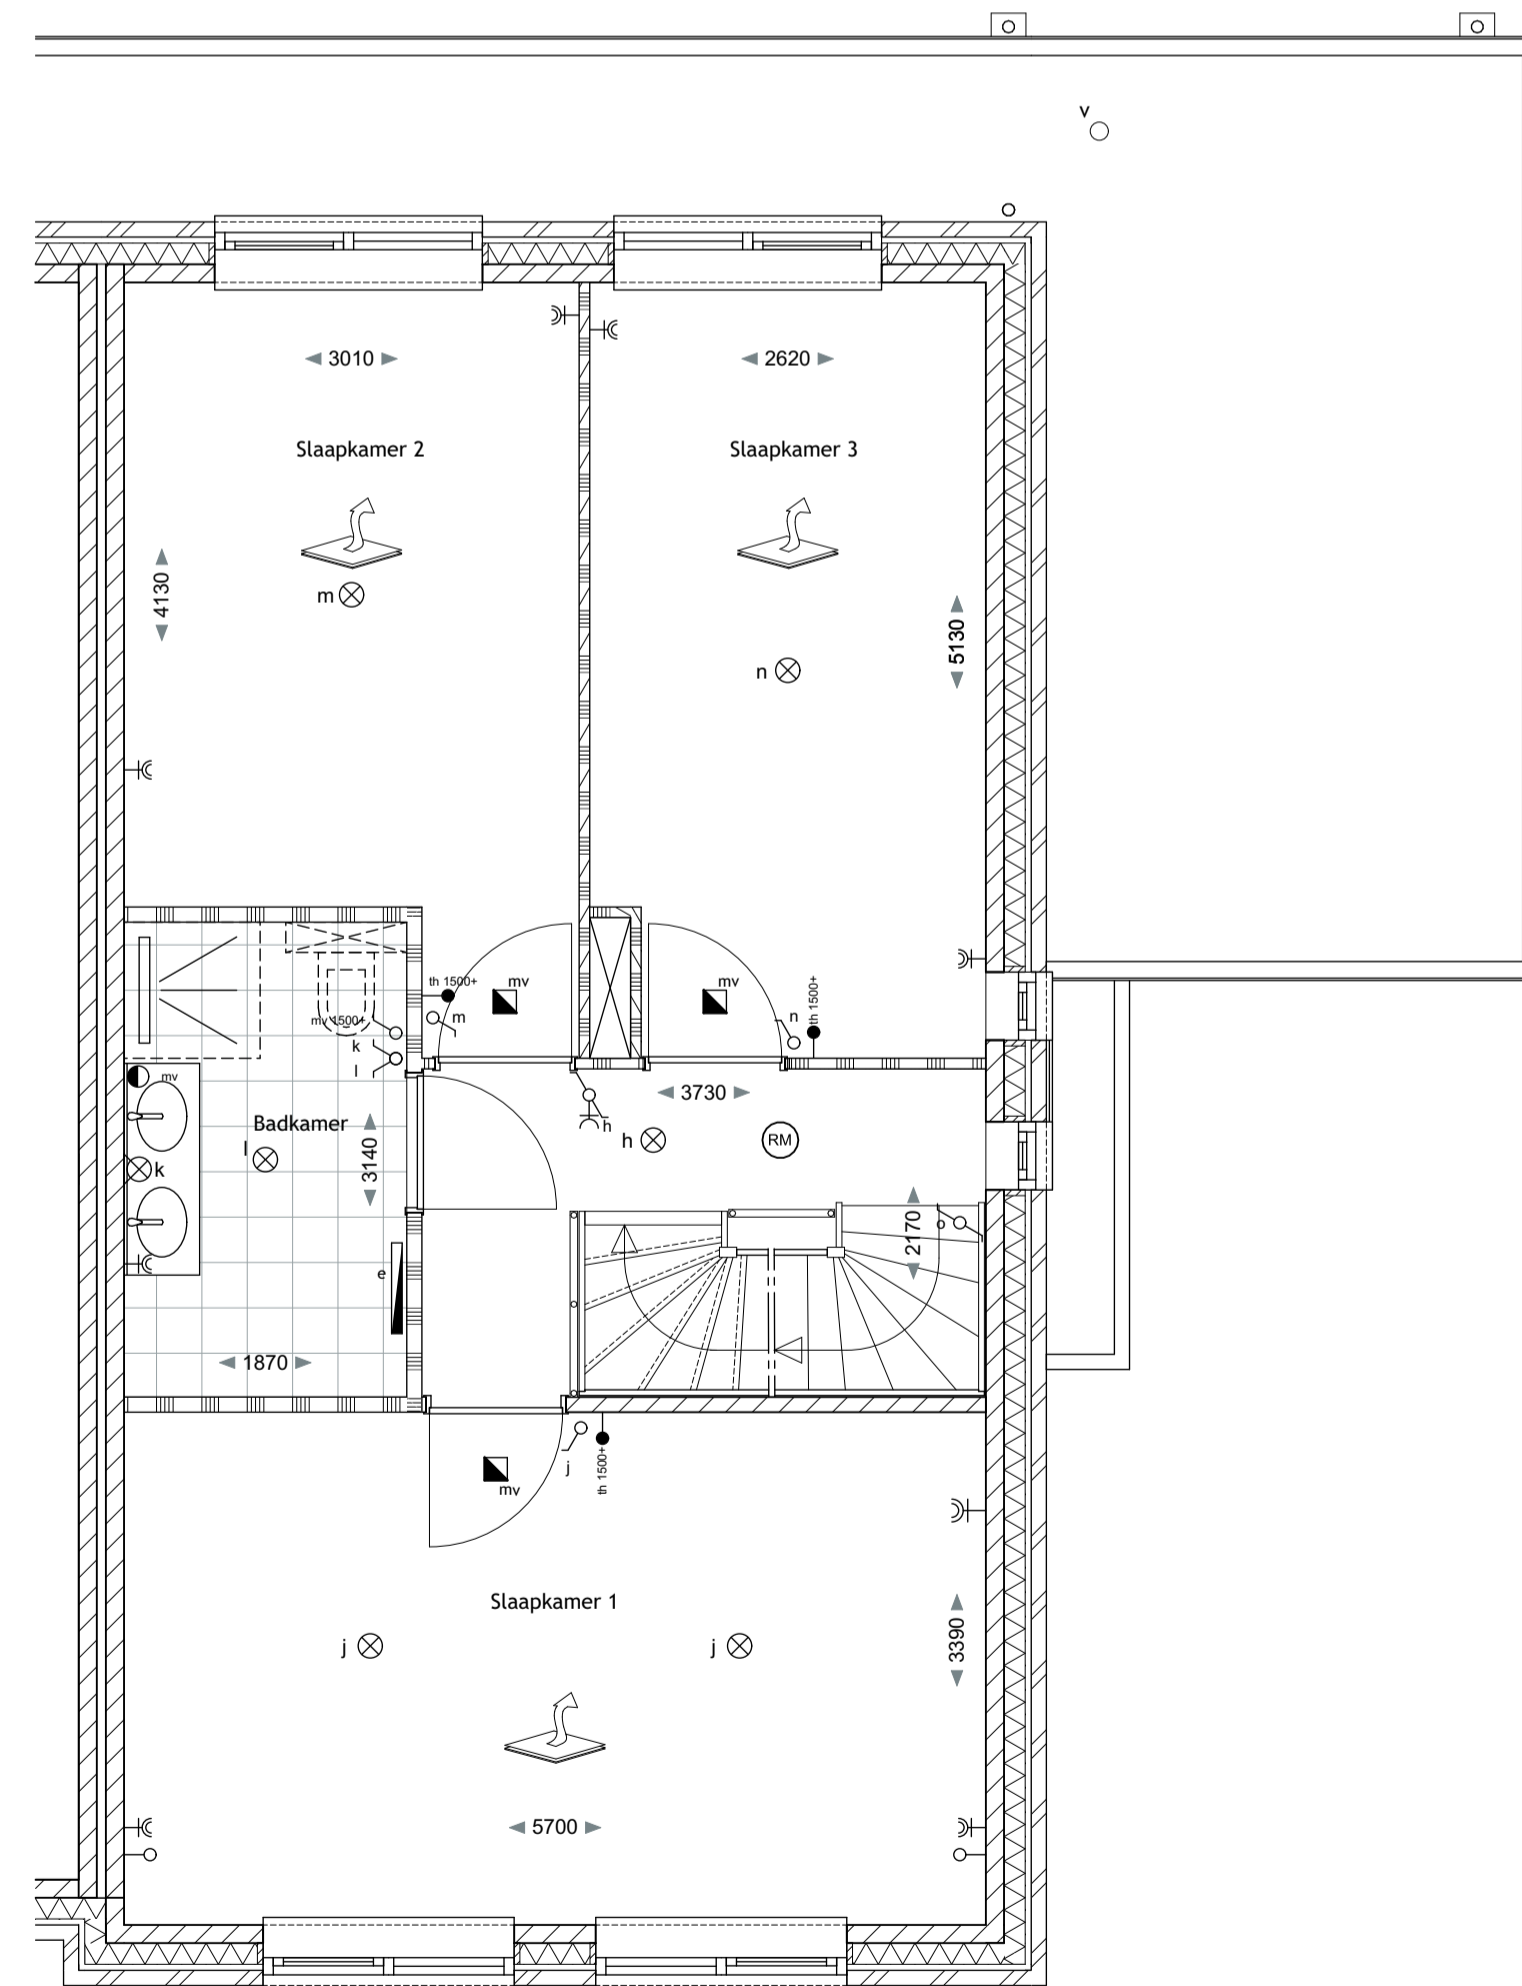 v
3010
2620
Slaapkamer 2
Slaapkamer 3
4130
m
5130
n
th 1500+
mv
mv
th 1500+
m
n
mv 1500+
k
l
mv
3730
Badkamer
h
h
RM
l
3140
k
2170
o
e
1870
j
th 1500+
mv
Slaapkamer 1
j
j
3390
5700